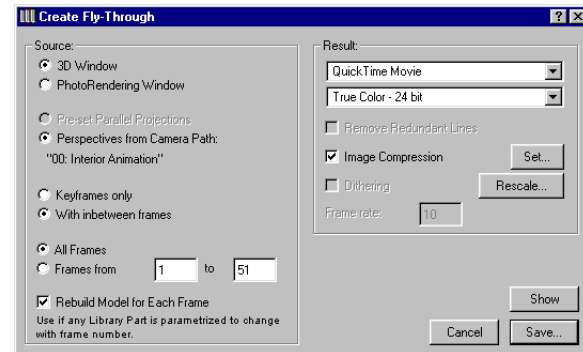 Create Fly-Through
Source:
3D Window
PhotoRendering Window
Pre-set Parallel Projections
Perspectives from Camera Path:
"00: Interior Animation"
Keyframes only
With inbetween frames
All Frames
Frames from 1 to 51
Rebuild Model for Each Frame
Use if any Library Part is parametrized to change
with frame number.
Result:
QuickTime Movie
True Color - 24 bit
Remove Redundant Lines
Image Compression Set...
Dithering Rescale...
Frame rate: 10
Show
Cancel Save...